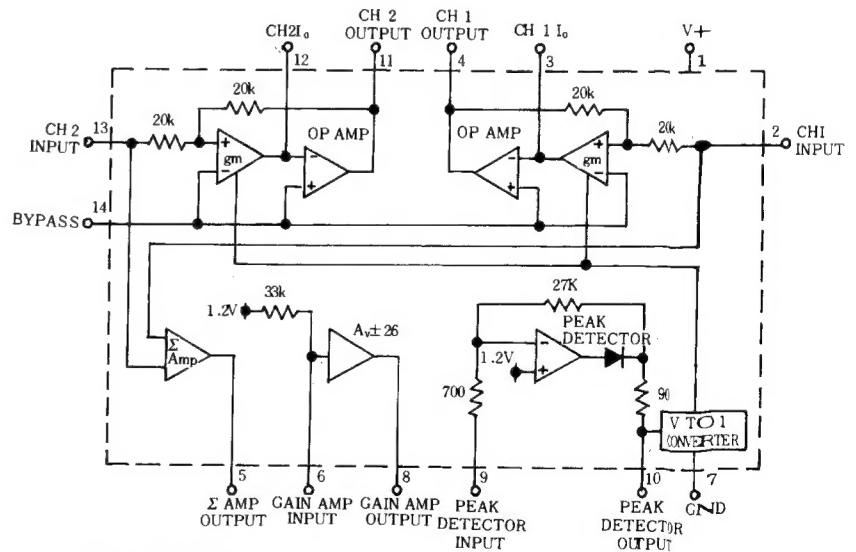 CH2I₀
CH 2
OUTPUT
CH 1
OUTPUT
CH 1 I₀
V+
12
11
4
3
1
20k
20k
20k
20k
CH 2
INPUT
13
OP AMP
OP AMP
2
CHI
INPUT
+
gm
−
−
+
−
+
+
gm
−
BYPASS
14
33k
1.2V
Aᵥ±26
27K
PEAK
DETECTOR
Σ
Amp
1.2V
−
+
700
90
V TO I
CONVERTER
5
6
8
9
10
7
Σ AMP
OUTPUT
GAIN AMP
INPUT
GAIN AMP
OUTPUT
PEAK
DETECTOR
INPUT
PEAK
DETECTOR
OUTPUT
GND